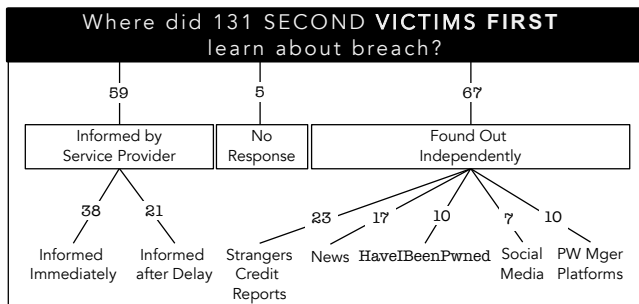 Where did 131 SECOND VICTIMS FIRST
learn about breach?
59
5
67
Informed by
Service Provider
No
Response
Found Out
Independently
38
21
23
17
10
7
10
Informed
Immediately
Informed
after Delay
Strangers
Credit
Reports
News
HaveIBeenPwned
Social
Media
PW Mger
Platforms